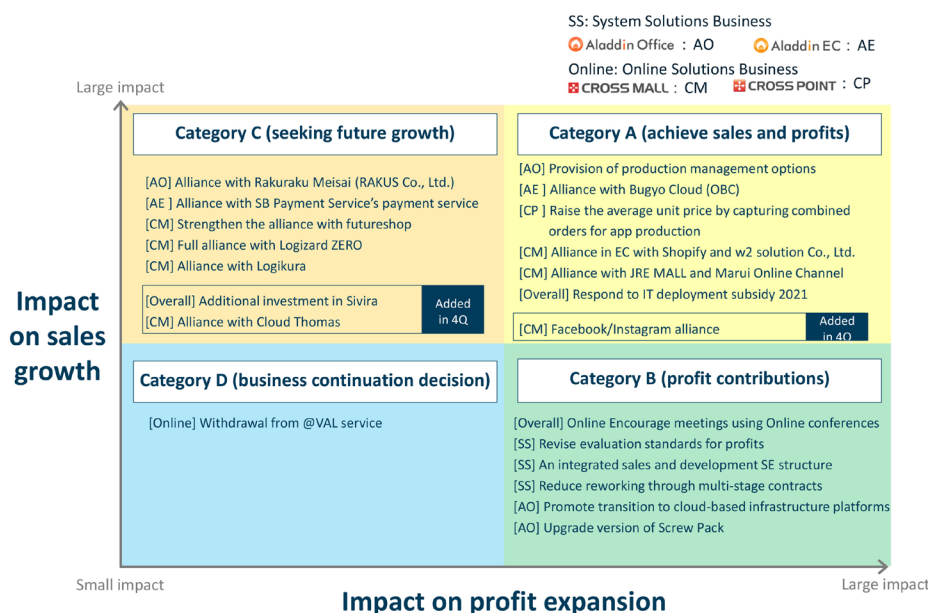 SS: System Solutions Business
Aladdin Office : AO
Aladdin EC : AE
Online: Online Solutions Business
CROSS MALL : CM
CROSS POINT : CP
Large impact
Category C (seeking future growth)
[AO] Alliance with Rakuraku Meisai (RAKUS Co., Ltd.)
[AE ] Alliance with SB Payment Service's payment service
[CM] Strengthen the alliance with futureshop
[CM] Full alliance with Logizard ZERO
[CM] Alliance with Logikura
[Overall] Additional investment in Sivira
[CM] Alliance with Cloud Thomas
Added
in 4Q
Category A (achieve sales and profits)
[AO] Provision of production management options
[AE ] Alliance with Bugyo Cloud (OBC)
[CP ] Raise the average unit price by capturing combined
orders for app production
[CM] Alliance in EC with Shopify and w2 solution Co., Ltd.
[CM] Alliance with JRE MALL and Marui Online Channel
[Overall] Respond to IT deployment subsidy 2021
[CM] Facebook/Instagram alliance
Added
in 4Q
Impact
on sales
growth
Category D (business continuation decision)
[Online] Withdrawal from @VAL service
Category B (profit contributions)
[Overall] Online Encourage meetings using Online conferences
[SS] Revise evaluation standards for profits
[SS] An integrated sales and development SE structure
[SS] Reduce reworking through multi-stage contracts
[AO] Promote transition to cloud-based infrastructure platforms
[AO] Upgrade version of Screw Pack
Small impact
Large impact
Impact on profit expansion